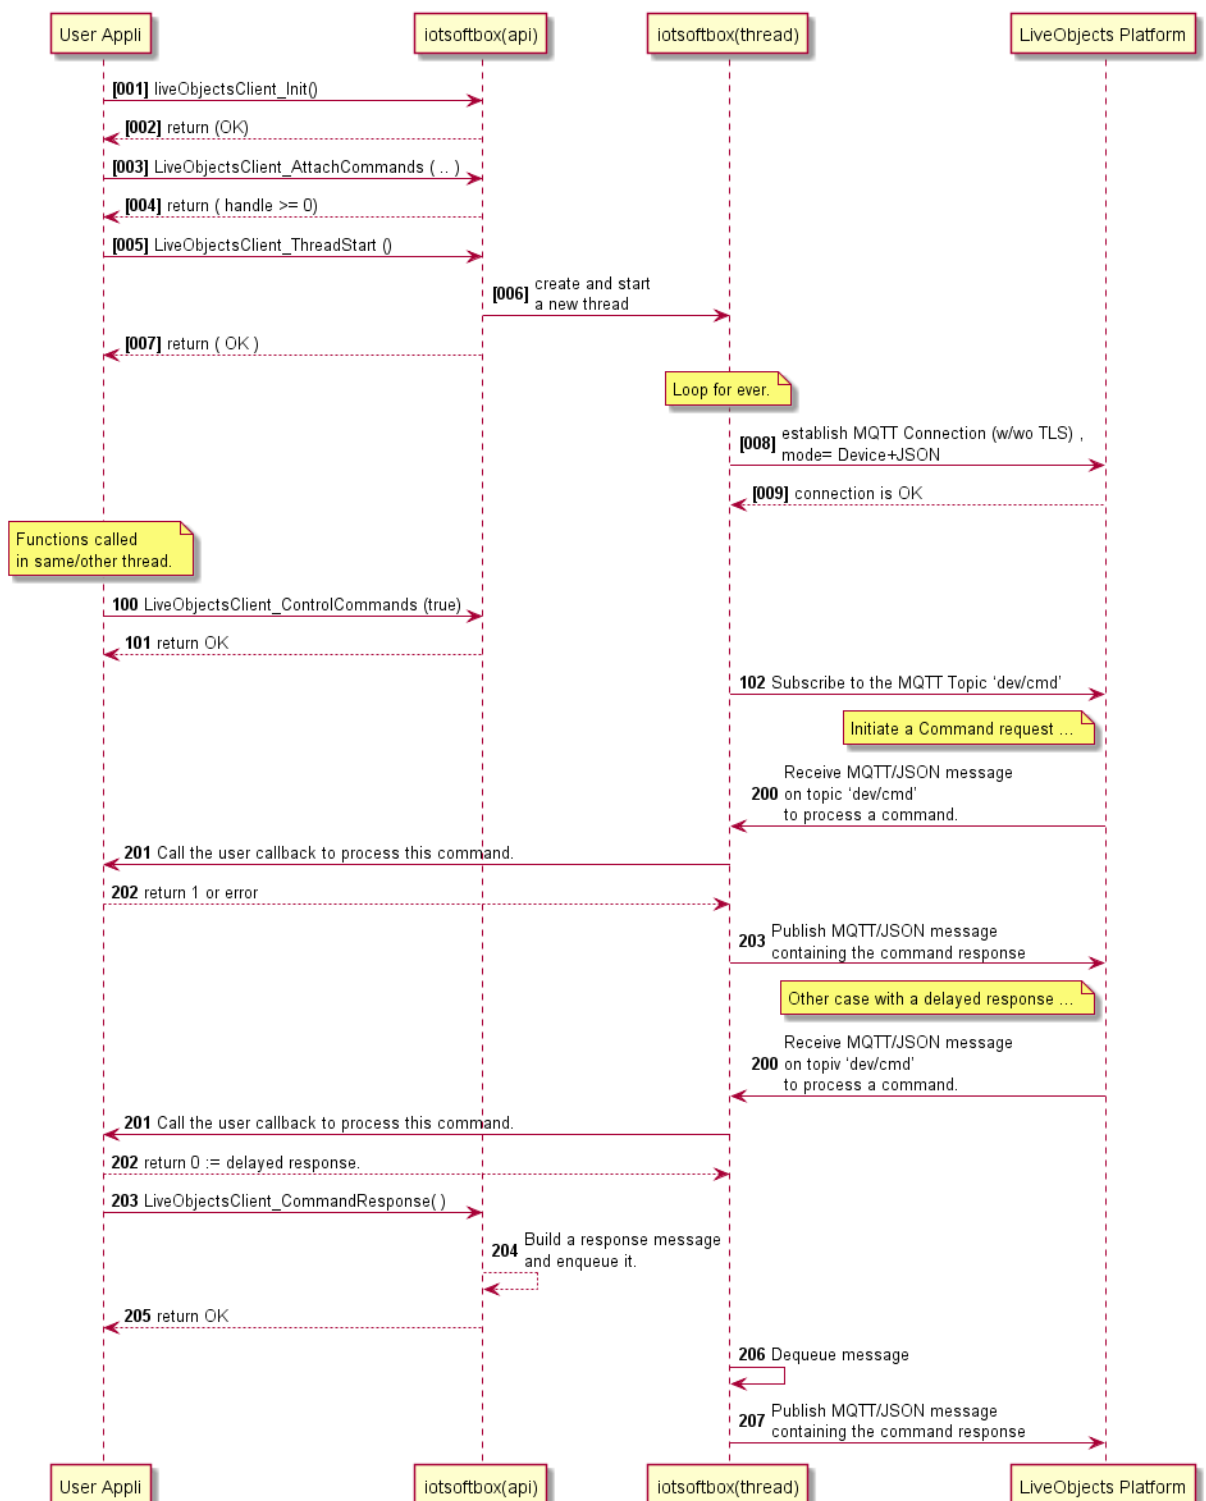 User Appli
iotsoftbox(api)
iotsoftbox(thread)
LiveObjects Platform
[001] liveObjectsClient_Init()
[002] return (OK)
[003] LiveObjectsClient_AttachCommands ( .. )
[004] return ( handle >= 0)
[005] LiveObjectsClient_ThreadStart ()
[006] create and start
a new thread
[007] return ( OK )
Loop for ever.
[008] establish MQTT Connection (w/wo TLS) ,
mode= Device+JSON
[009] connection is OK
Functions called
in same/other thread.
100 LiveObjectsClient_ControlCommands (true)
101 return OK
102 Subscribe to the MQTT Topic ‘dev/cmd’
Initiate a Command request ...
Receive MQTT/JSON message
200 on topic ‘dev/cmd’
to process a command.
201 Call the user callback to process this command.
202 return 1 or error
203 Publish MQTT/JSON message
containing the command response
Other case with a delayed response ...
Receive MQTT/JSON message
200 on topiv ‘dev/cmd’
to process a command.
201 Call the user callback to process this command.
202 return 0 := delayed response.
203 LiveObjectsClient_CommandResponse( )
204 Build a response message
and enqueue it.
205 return OK
206 Dequeue message
207 Publish MQTT/JSON message
containing the command response
User Appli
iotsoftbox(api)
iotsoftbox(thread)
LiveObjects Platform